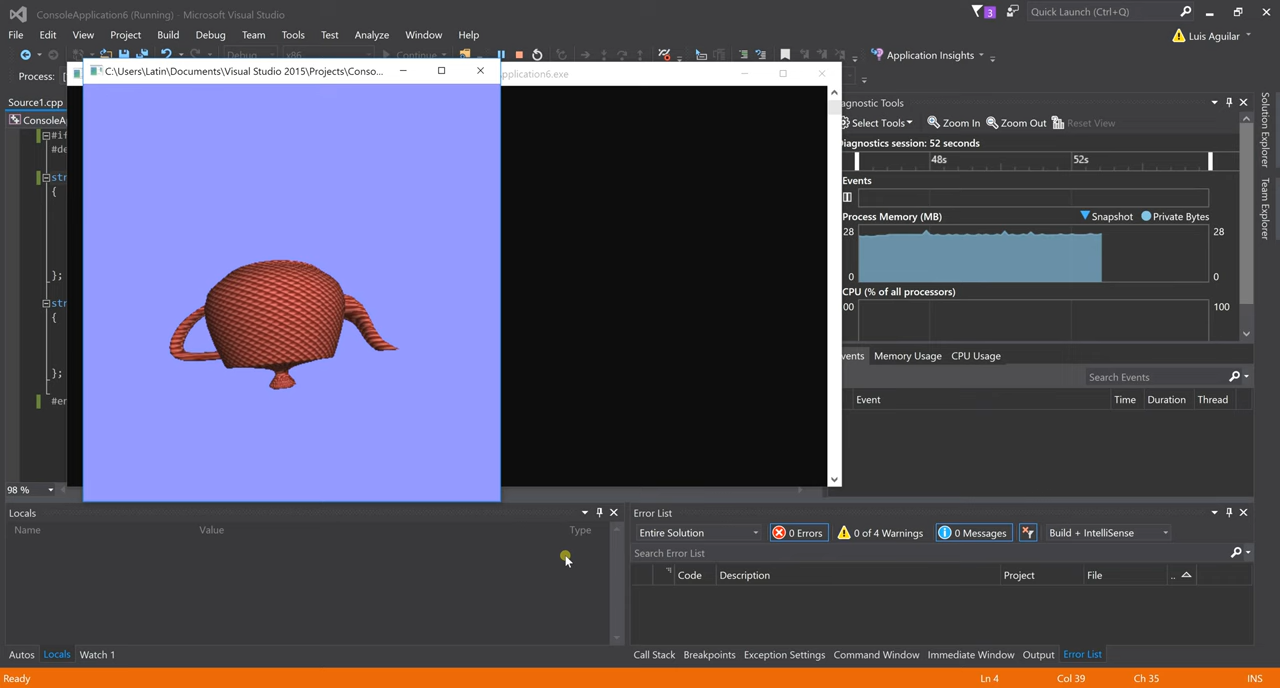 ConsoleApplication6 (Running) - Microsoft Visual Studio
3
Quick Launch (Ctrl+Q)
File Edit View Project Build Debug Team Tools Test Analyze Window Help
Luis Aguilar
Debug x86 Continue
Application Insights
Process:
C:\Users\Latin\Documents\Visual Studio 2015\Projects\Conso...
pplication6.exe
Source1.cpp
ConsoleA
#if
#de
str
{
};
str
{
};
#en
98 %
iagnostic Tools
Select Tools Zoom In Zoom Out Reset View
Diagnostics session: 52 seconds
48s 52s
Events
Process Memory (MB) Snapshot Private Bytes
28 28
0 0
CPU (% of all processors)
00 100
vents Memory Usage CPU Usage
Search Events
Event Time Duration Thread
Solution Explorer
Team Explorer
Locals
Name Value Type
Autos Locals Watch 1
Error List
Entire Solution 0 Errors 0 of 4 Warnings 0 Messages Build + IntelliSense
Search Error List
Code Description Project File ..
Call Stack Breakpoints Exception Settings Command Window Immediate Window Output Error List
Ready Ln 4 Col 39 Ch 35 INS